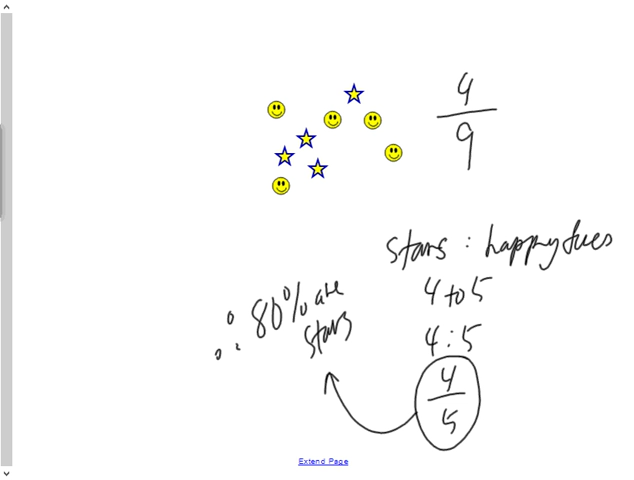 4
9
stars : happy faces
4 to 5
4:5
4
5
∴ 80% are
stars
Extend Page